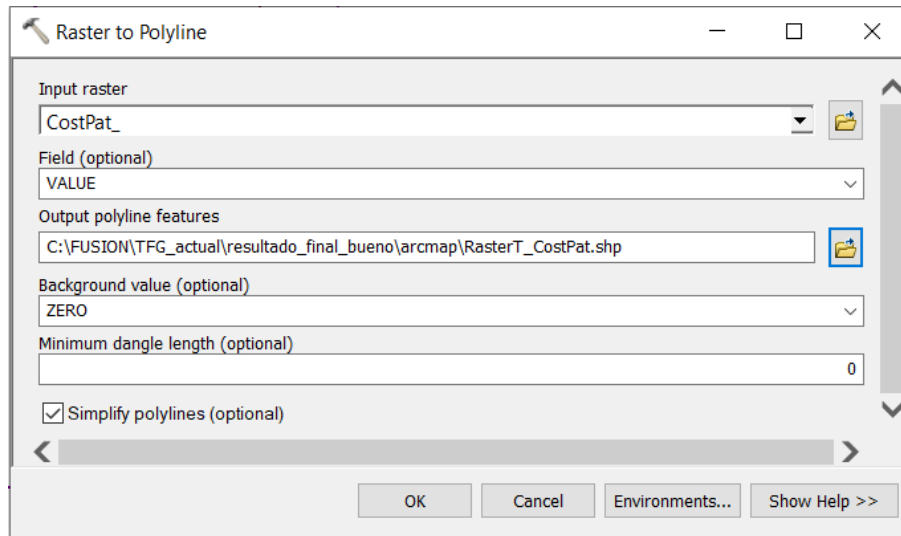 Raster to Polyline
Input raster
CostPat_
Field (optional)
VALUE
Output polyline features
C:\FUSION\TFG_actual\resultado_final_bueno\arcmap\RasterT_CostPat.shp
Background value (optional)
ZERO
Minimum dangle length (optional)
0
Simplify polylines (optional)
OK Cancel Environments... Show Help >>